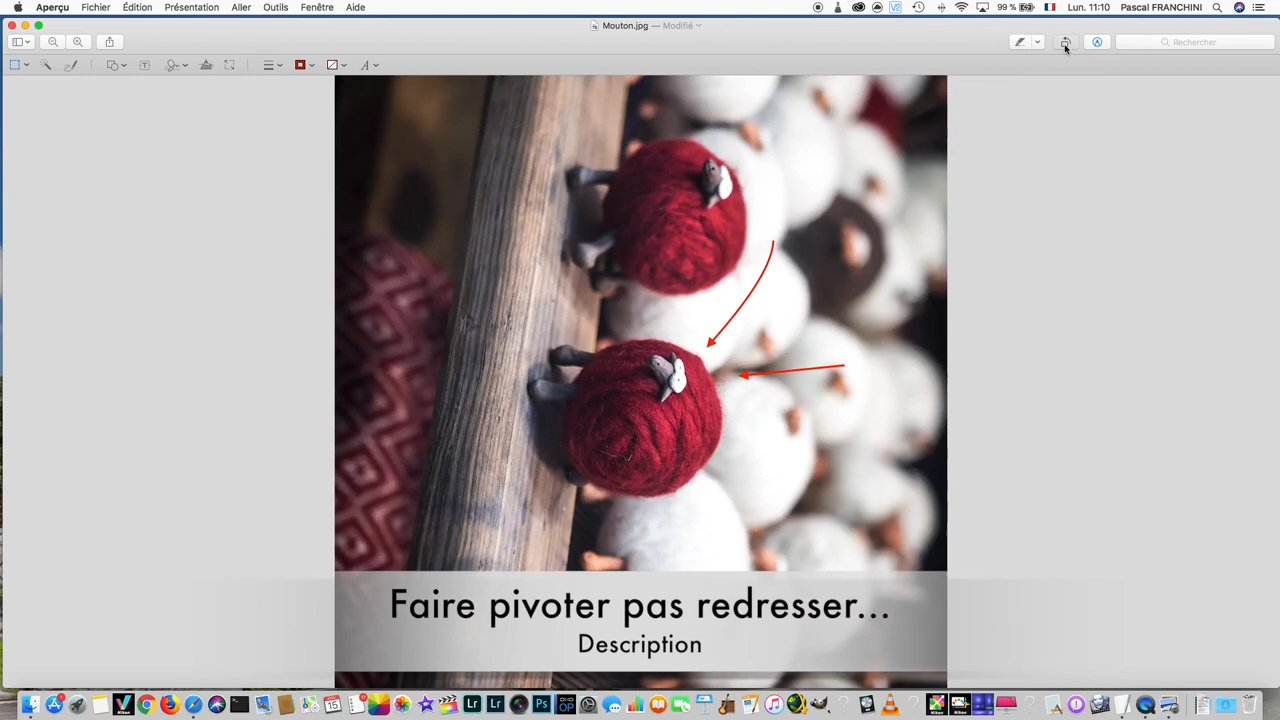 Aperçu Fichier Édition Présentation Aller Outils Fenêtre Aide 99 % Lun. 11:10 Pascal FRANCHINI
Mouton.jpg — Modifié
Rechercher
Faire pivoter pas redresser...
Description